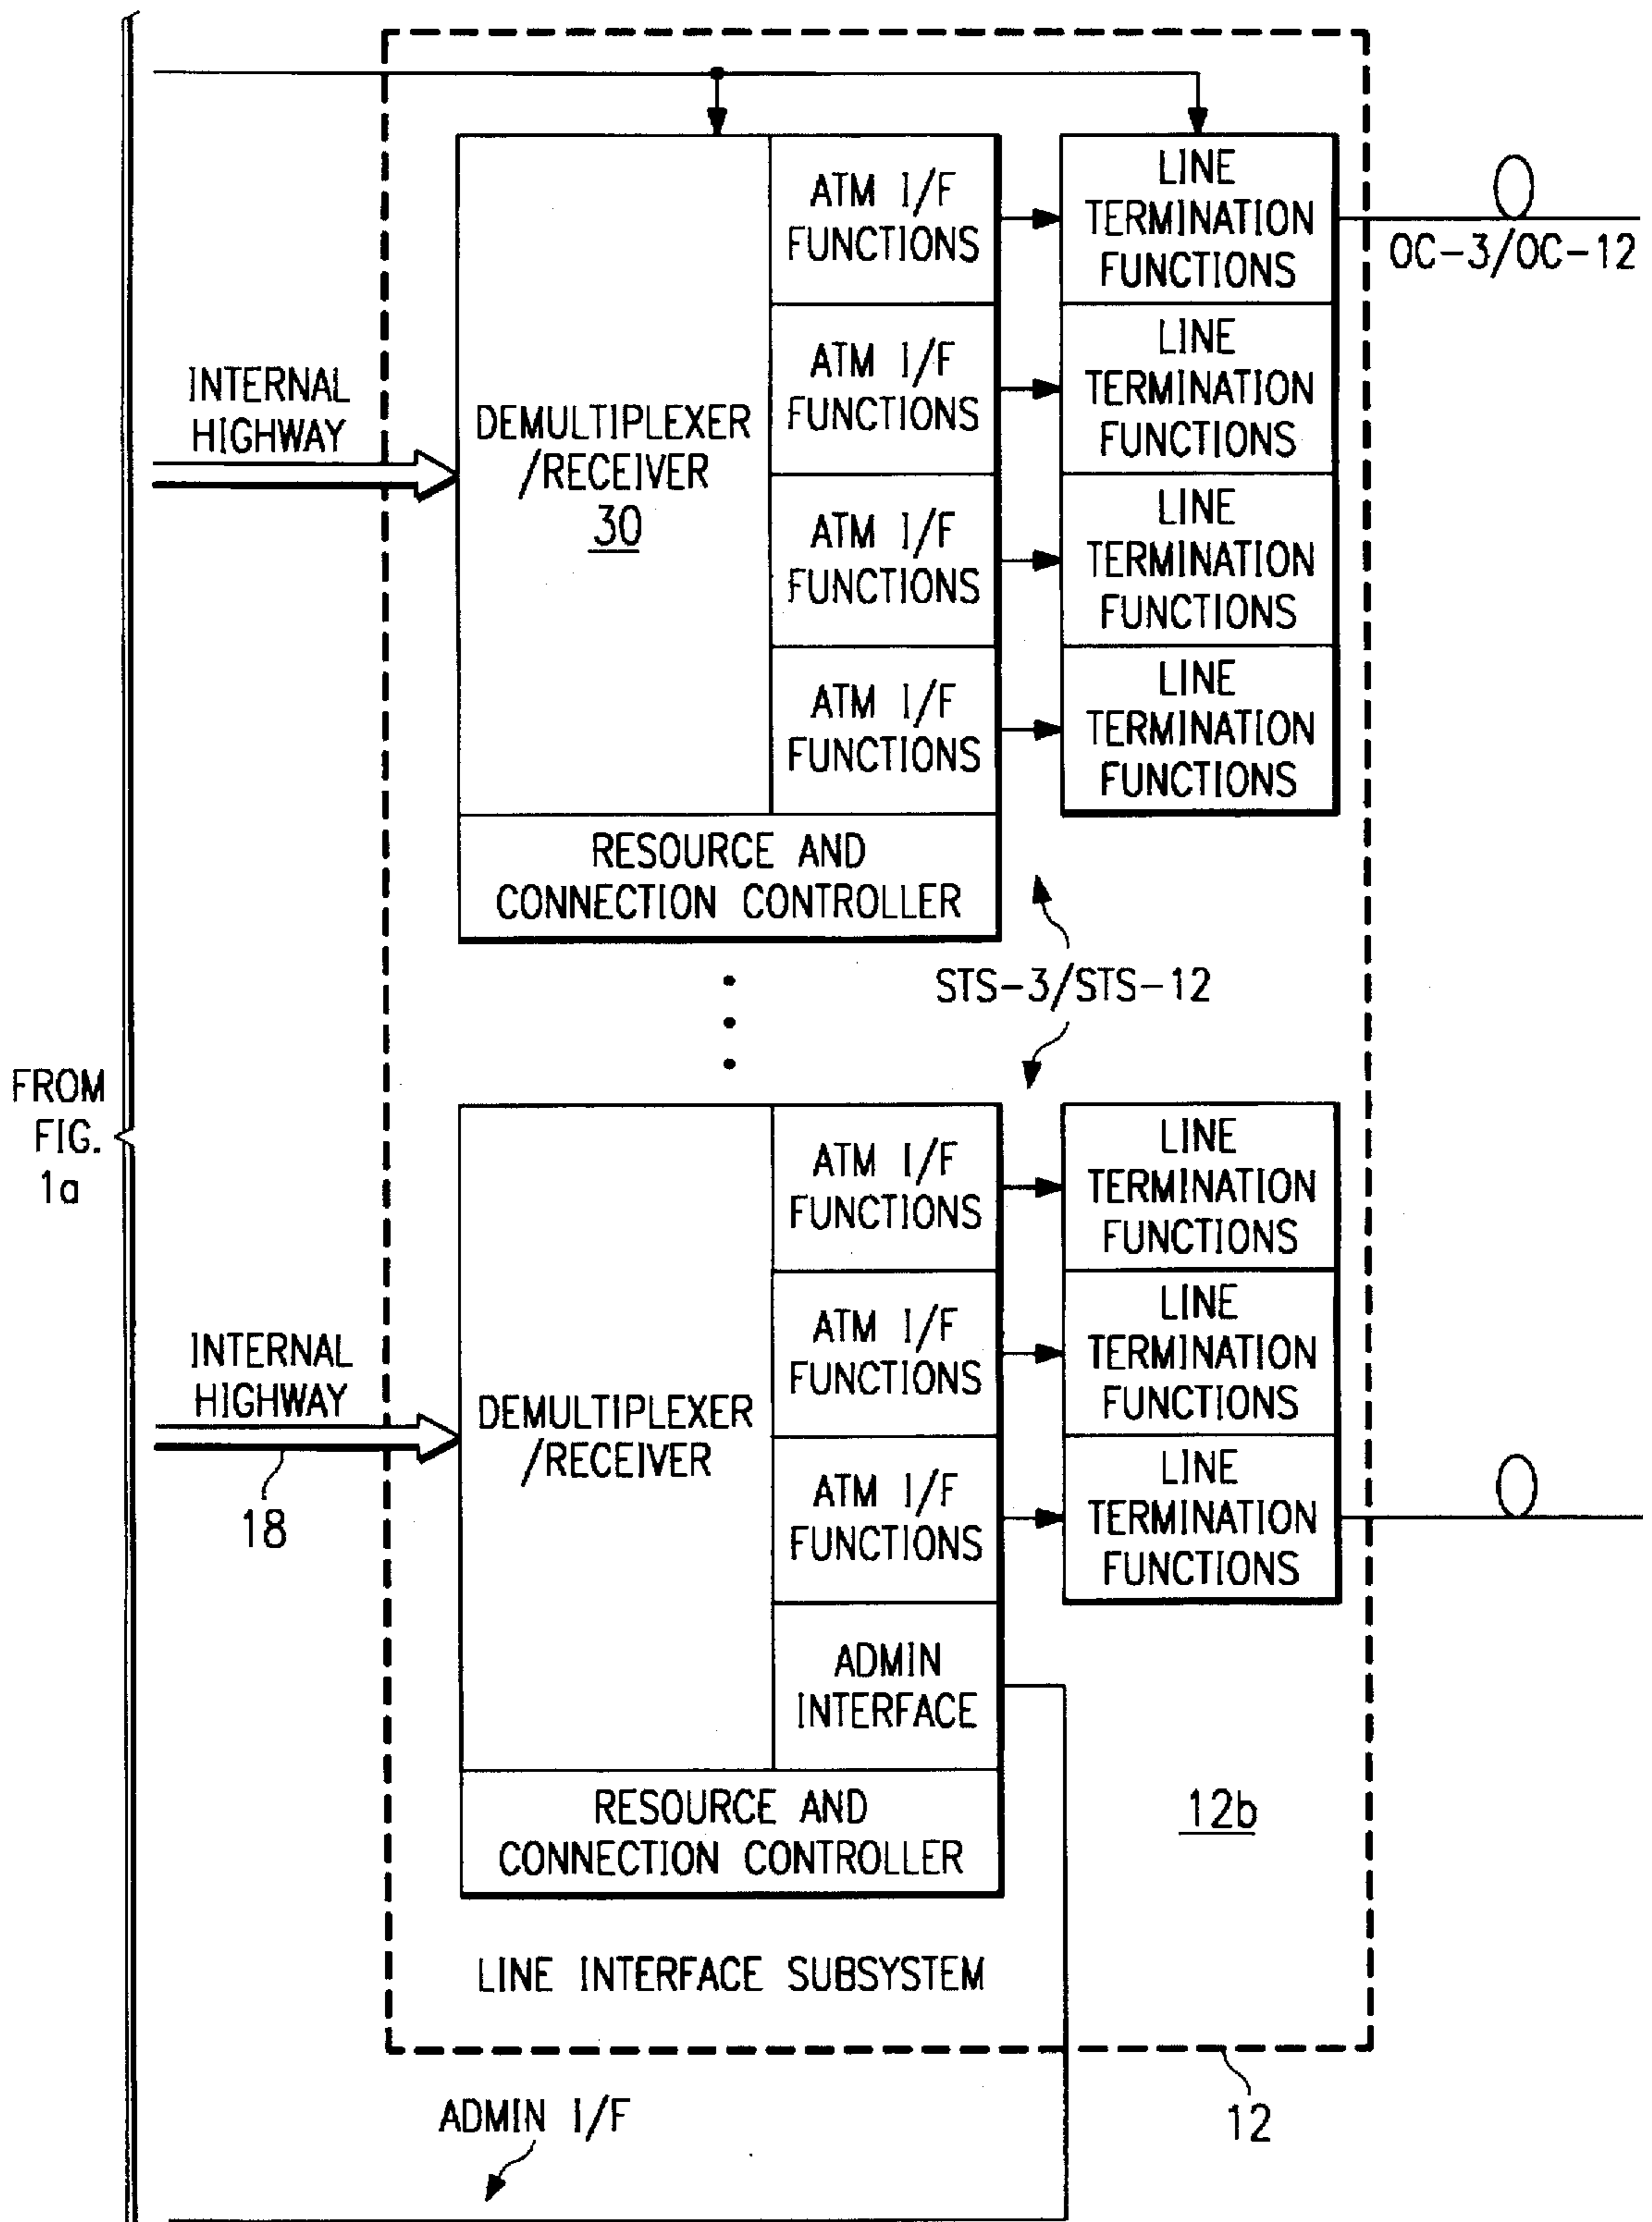 ATM I/F
FUNCTIONS
LINE
TERMINATION
FUNCTIONS
OC-3/OC-12
ATM I/F
FUNCTIONS
LINE
TERMINATION
FUNCTIONS
INTERNAL
HIGHWAY
DEMULTIPLEXER
/RECEIVER
30
ATM I/F
FUNCTIONS
LINE
TERMINATION
FUNCTIONS
ATM I/F
FUNCTIONS
LINE
TERMINATION
FUNCTIONS
RESOURCE AND
CONNECTION CONTROLLER
STS-3/STS-12
FROM
FIG.
1a
ATM I/F
FUNCTIONS
LINE
TERMINATION
FUNCTIONS
ATM I/F
FUNCTIONS
LINE
TERMINATION
FUNCTIONS
INTERNAL
HIGHWAY
18
DEMULTIPLEXER
/RECEIVER
ATM I/F
FUNCTIONS
LINE
TERMINATION
FUNCTIONS
ADMIN
INTERFACE
RESOURCE AND
CONNECTION CONTROLLER
12b
LINE INTERFACE SUBSYSTEM
12
ADMIN I/F